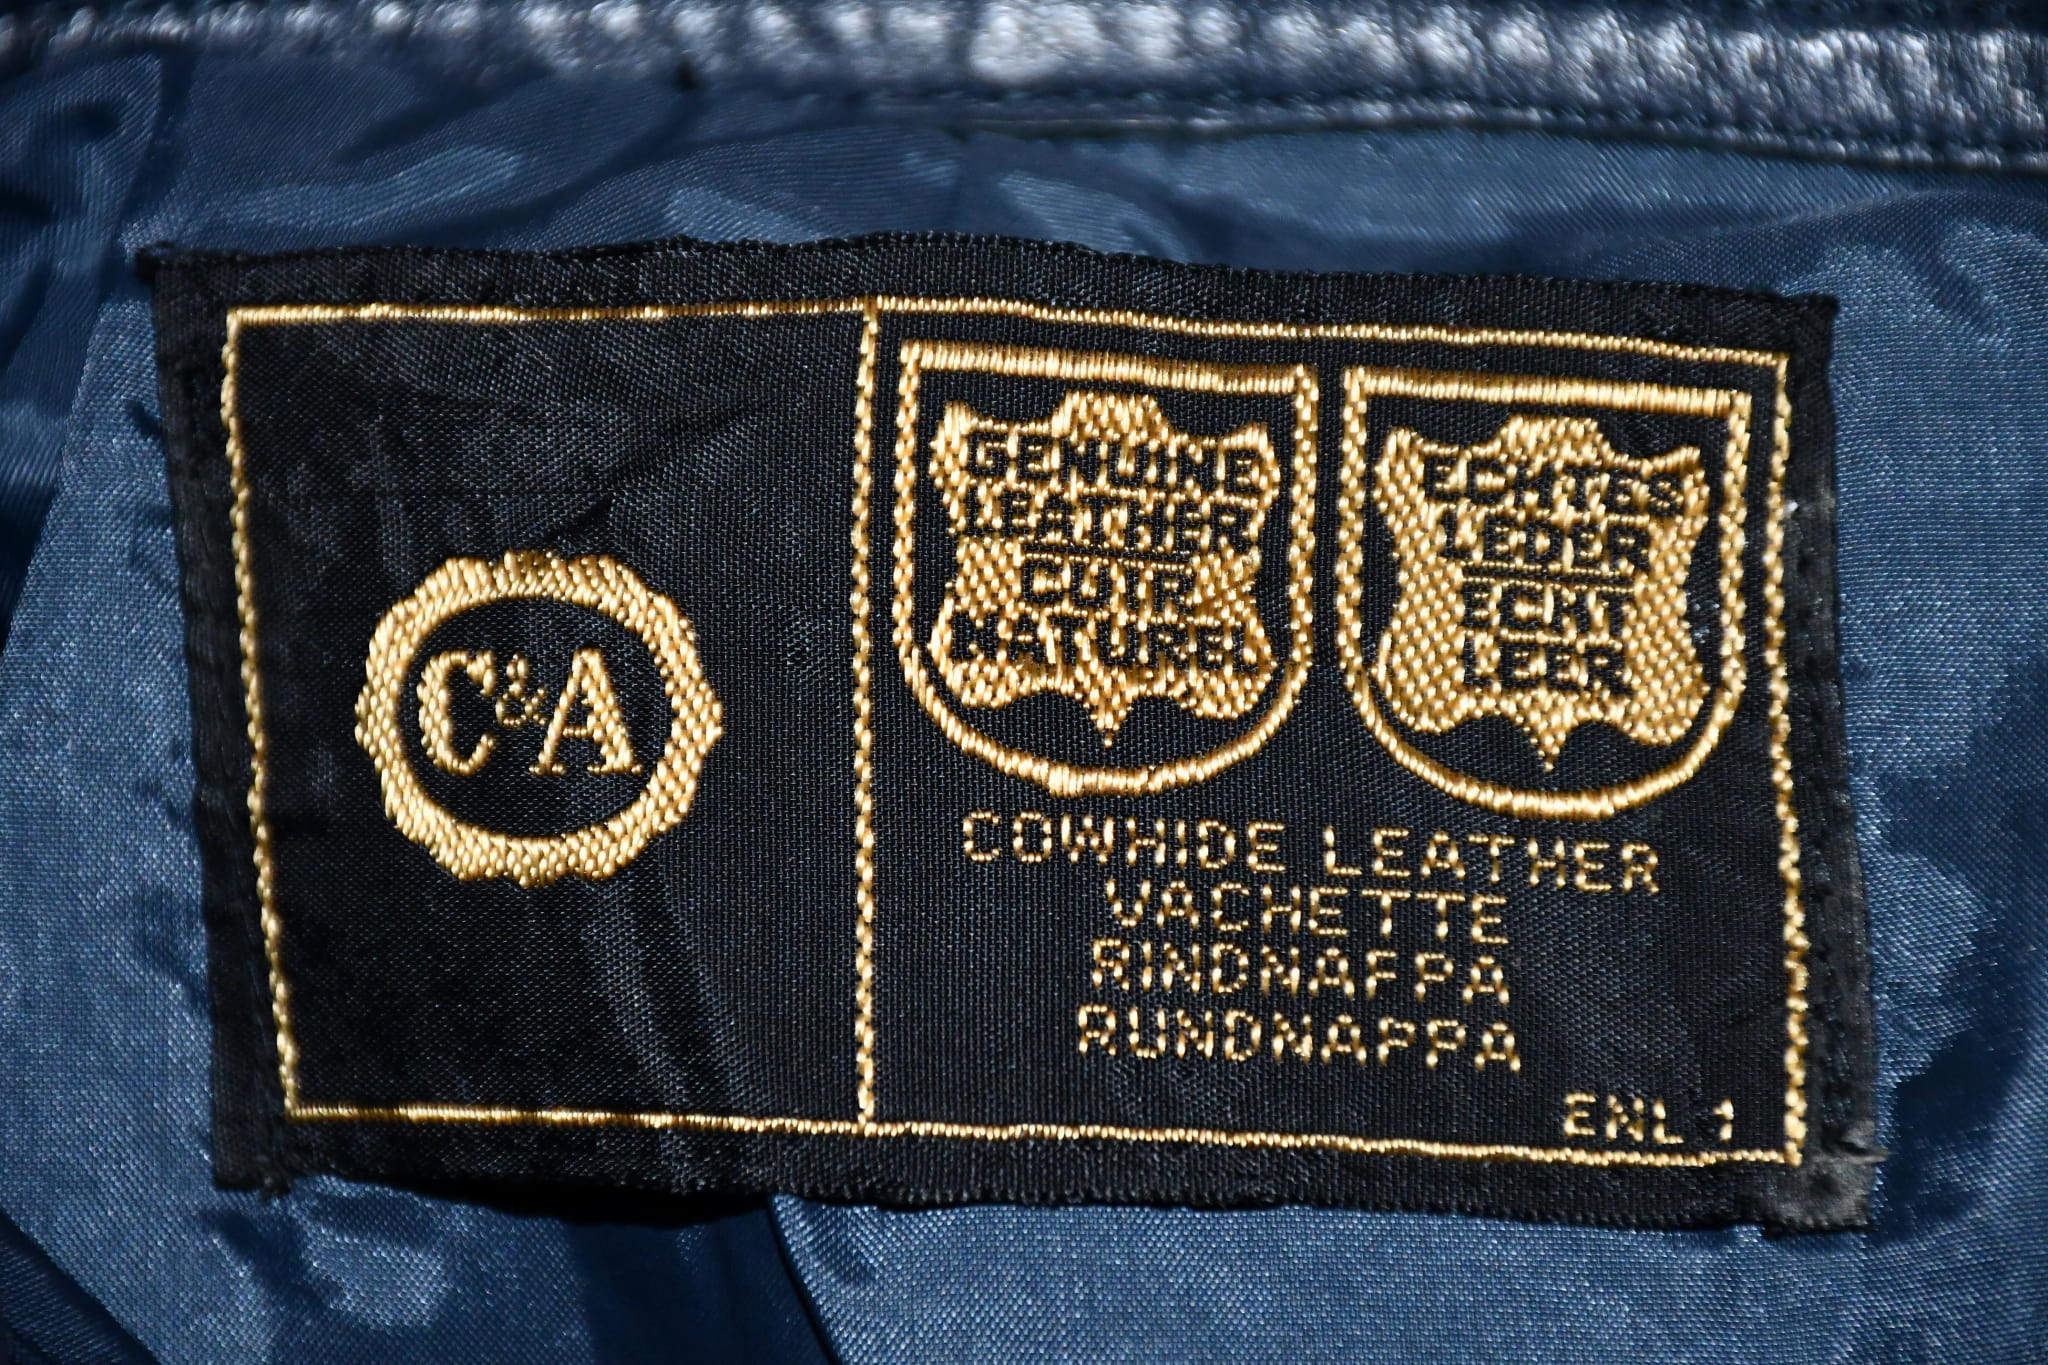 C&A
GENUINE
LEATHER
CUIR
NATUREL
ECHTES
LEDER
ECHT
LEER
COWHIDE LEATHER
VACHETTE
RINDNAPPA
RUNDNAPPA
ENL 1